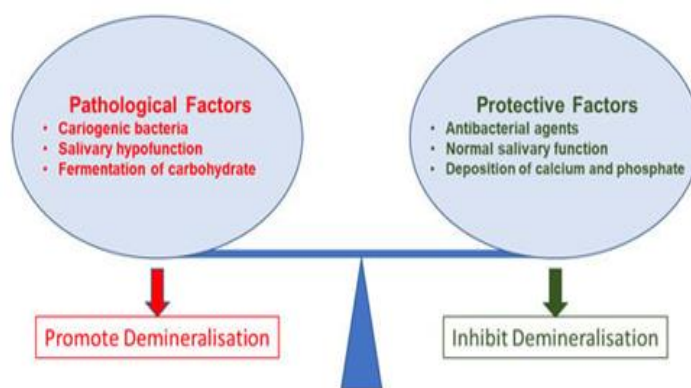 Pathological Factors
• Cariogenic bacteria
• Salivary hypofunction
• Fermentation of carbohydrate
Promote Demineralisation
Protective Factors
• Antibacterial agents
• Normal salivary function
• Deposition of calcium and phosphate
Inhibit Demineralisation